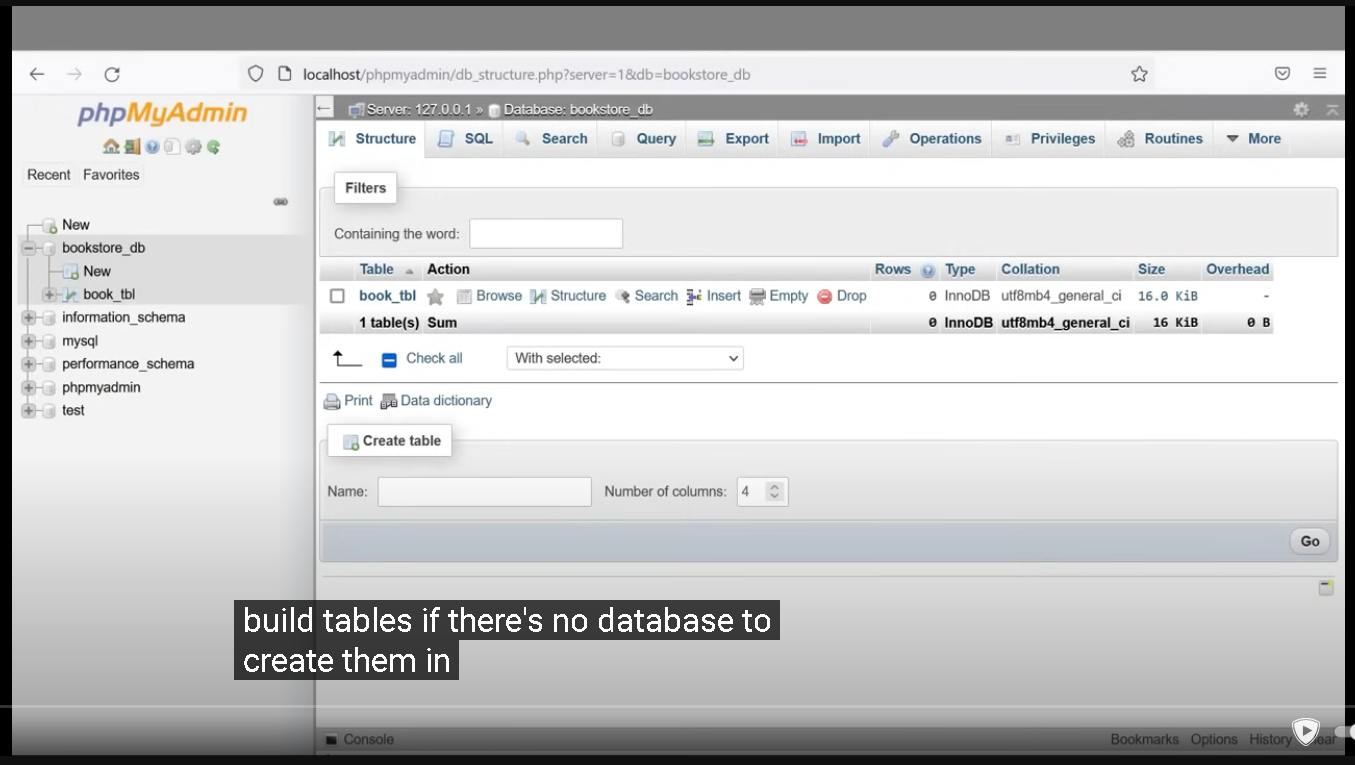 localhost/phpmyadmin/db_structure.php?server=1&db=bookstore_db
phpMyAdmin
Recent Favorites
New
bookstore_db
New
book_tbl
information_schema
mysql
performance_schema
phpmyadmin
test
Server: 127.0.0.1 » Database: bookstore_db
Structure SQL Search Query Export Import Operations Privileges Routines More
Filters
Containing the word:
Table Action Rows Type Collation Size Overhead
book_tbl Browse Structure Search Insert Empty Drop 0 InnoDB utf8mb4_general_ci 16.0 KiB -
1 table(s) Sum 0 InnoDB utf8mb4_general_ci 16 KiB 0 B
Check all With selected:
Print Data dictionary
Create table
Name: Number of columns: 4
Go
build tables if there's no database to
create them in
Console Bookmarks Options History